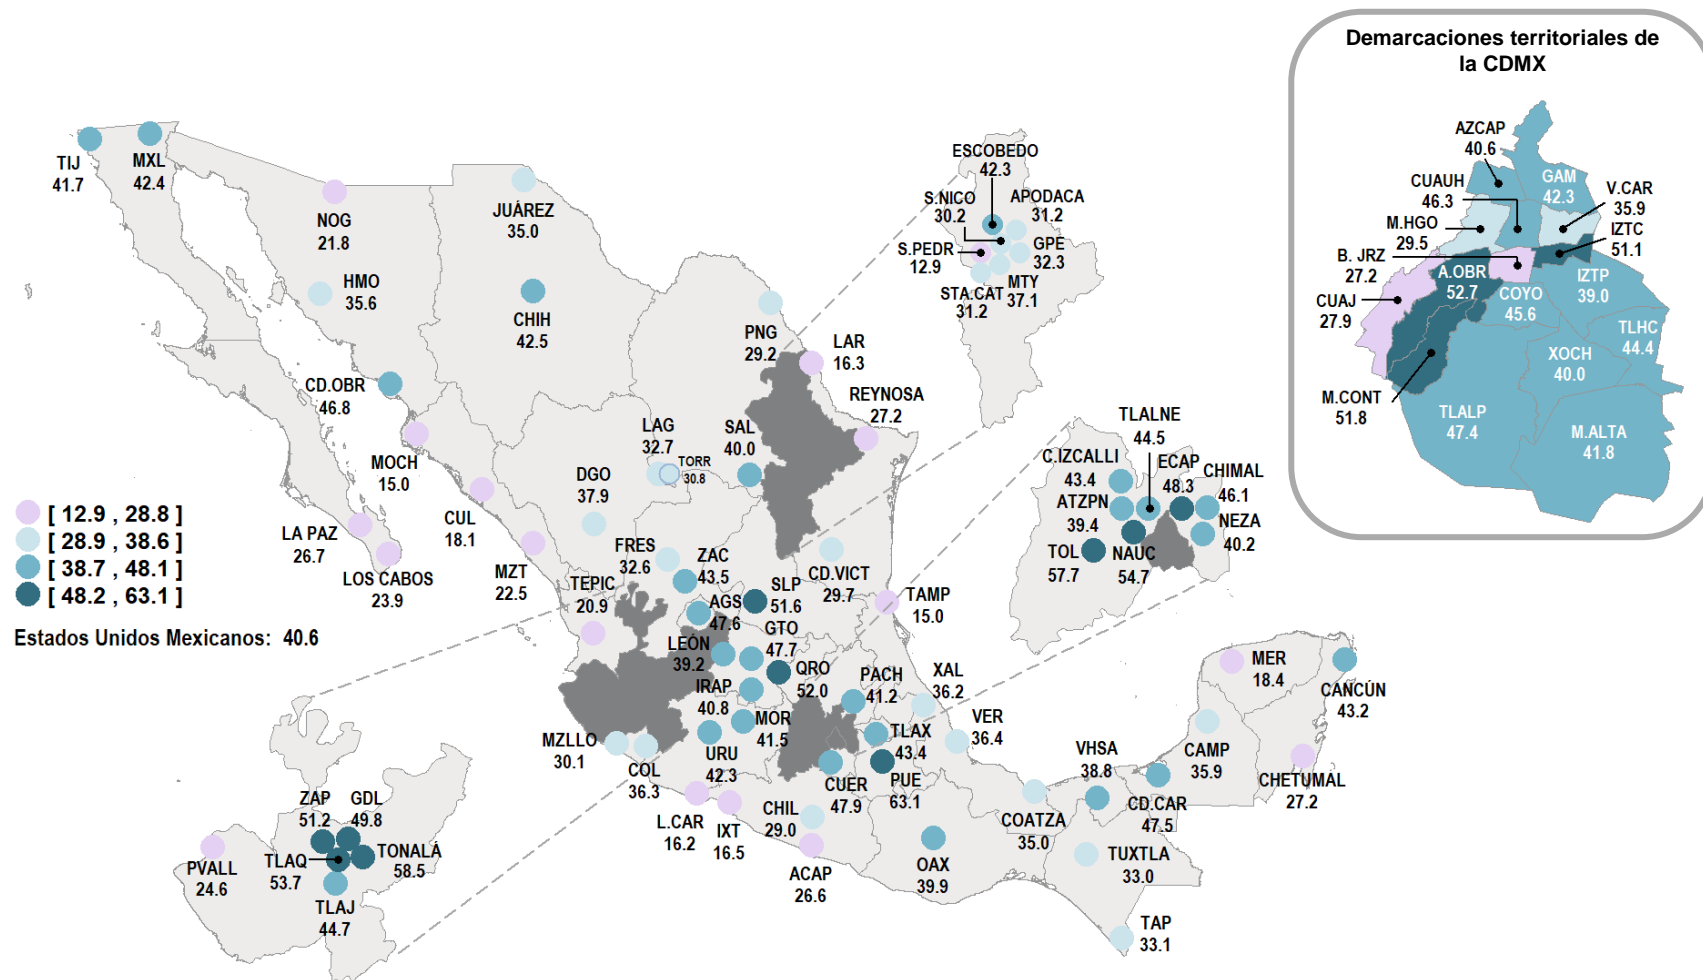 Demarcaciones territoriales de
la CDMX
AZCAP
40.6
CUAUH
46.3
GAM
42.3
V.CAR
35.9
M.HGO
29.5
IZTC
51.1
B. JRZ
27.2
A.OBR
52.7
IZTP
39.0
CUAJ
27.9
COYO
45.6
TLHC
44.4
XOCH
40.0
M.CONT
51.8
TLALP
47.4
M.ALTA
41.8
TIJ
41.7
MXL
42.4
NOG
21.8
JUÁREZ
35.0
HMO
35.6
CHIH
42.5
CD.OBR
46.8
MOCH
15.0
CUL
18.1
LA PAZ
26.7
LOS CABOS
23.9
MZT
22.5
DGO
37.9
LAG
32.7
TORR
30.8
SAL
40.0
PNG
29.2
LAR
16.3
REYNOSA
27.2
ESCOBEDO
42.3
S.NICO
30.2
APODACA
31.2
S.PEDR
12.9
GPE
32.3
MTY
37.1
STA.CAT
31.2
[ 12.9 , 28.8 ]
[ 28.9 , 38.6 ]
[ 38.7 , 48.1 ]
[ 48.2 , 63.1 ]
Estados Unidos Mexicanos: 40.6
TEPIC
20.9
FRES
32.6
ZAC
43.5
AGS
47.6
SLP
51.6
CD.VICT
29.7
TAMP
15.0
LEÓN
39.2
GTO
47.7
QRO
52.0
IRAP
40.8
PACH
41.2
XAL
36.2
VER
36.4
MOR
41.5
URU
42.3
MZLLO
30.1
COL
36.3
TLAX
43.4
PUE
63.1
CUER
47.9
L.CAR
16.2
IXT
16.5
CHIL
29.0
ACAP
26.6
OAX
39.9
COATZA
35.0
VHSA
38.8
CD.CAR
47.5
TUXTLA
33.0
TAP
33.1
CAMP
35.9
MER
18.4
CANCÚN
43.2
CHETUMAL
27.2
TLALNE
44.5
C.IZCALLI
43.4
ECAP
48.3
CHIMAL
46.1
ATZPN
39.4
NEZA
40.2
TOL
57.7
NAUC
54.7
ZAP
51.2
GDL
49.8
TLAQ
53.7
TONALÁ
58.5
PVALL
24.6
TLAJ
44.7